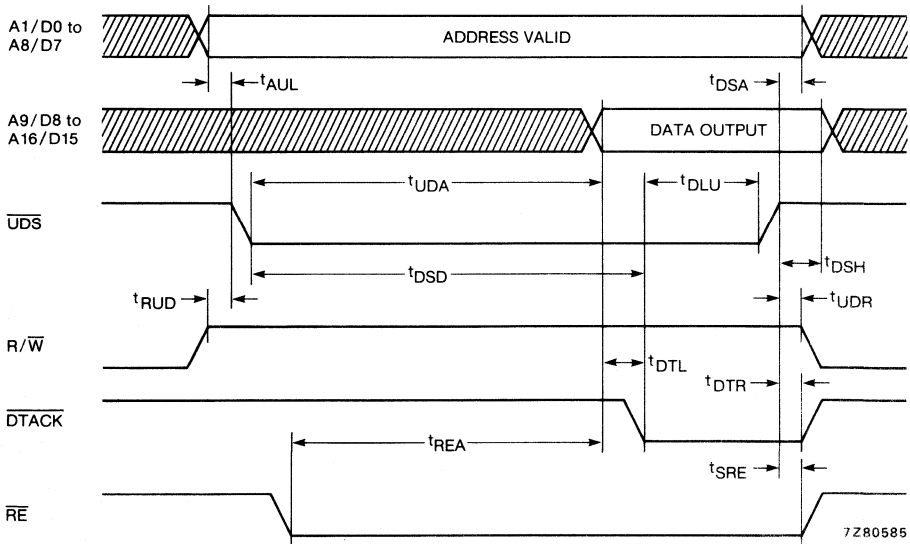 A1/D0 to
A8/D7
ADDRESS VALID
tAUL
tDSA
A9/D8 to
A16/D15
DATA OUTPUT
tUDA
tDLU
UDS
tDSD
tDSH
tRUD
tUDR
R/W
tDTL
tDTR
DTACK
tREA
tSRE
RE
7Z80585